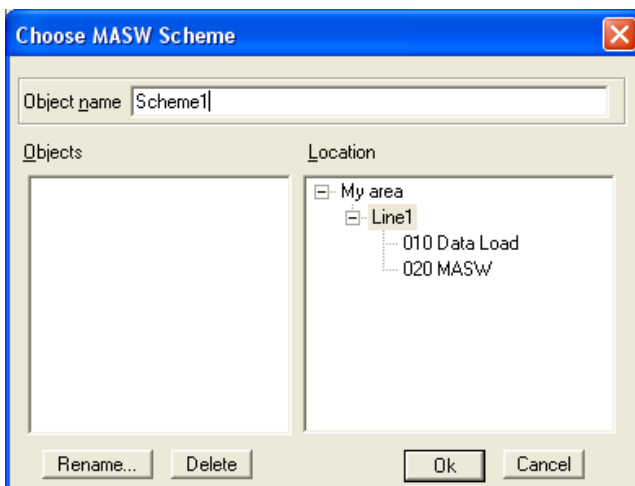 Choose MASW Scheme
Object name Scheme1
Objects Location
My area
Line1
010 Data Load
020 MASW
Rename... Delete Ok Cancel